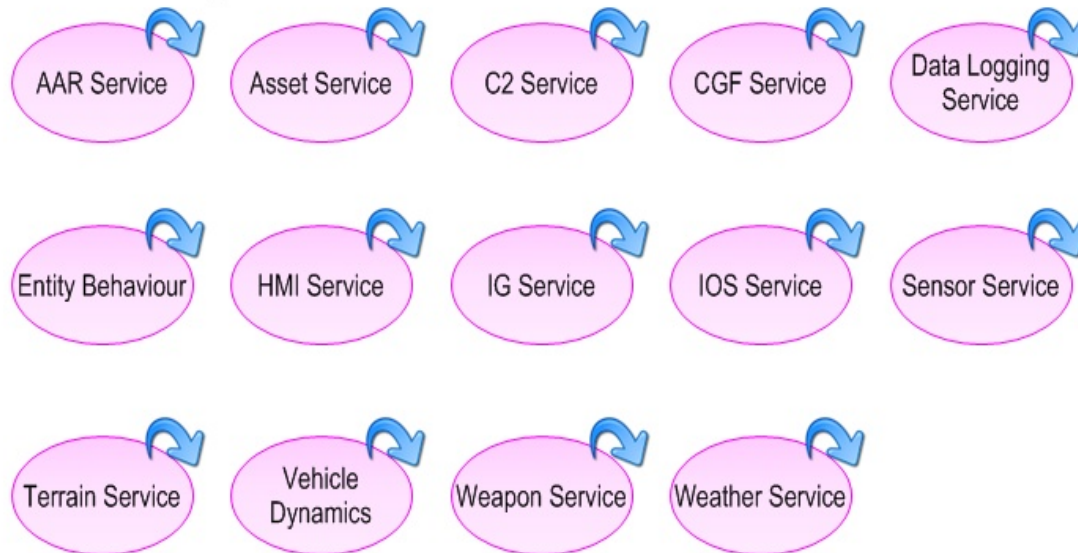 AAR Service
Asset Service
C2 Service
CGF Service
Data Logging
Service
Entity Behaviour
HMI Service
IG Service
IOS Service
Sensor Service
Terrain Service
Vehicle
Dynamics
Weapon Service
Weather Service